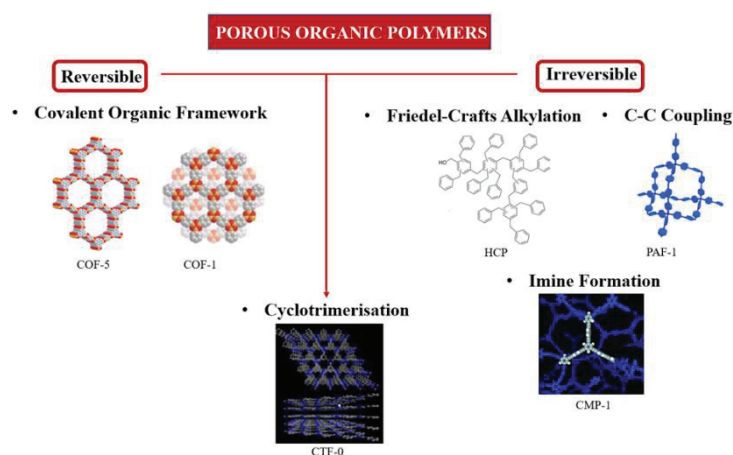 POROUS ORGANIC POLYMERS
Reversible
Irreversible
• Covalent Organic Framework
• Friedel-Crafts Alkylation
• C-C Coupling
HO
COF-5
COF-1
HCP
PAF-1
• Imine Formation
• Cyclotrimerisation
CMP-1
CTF-0